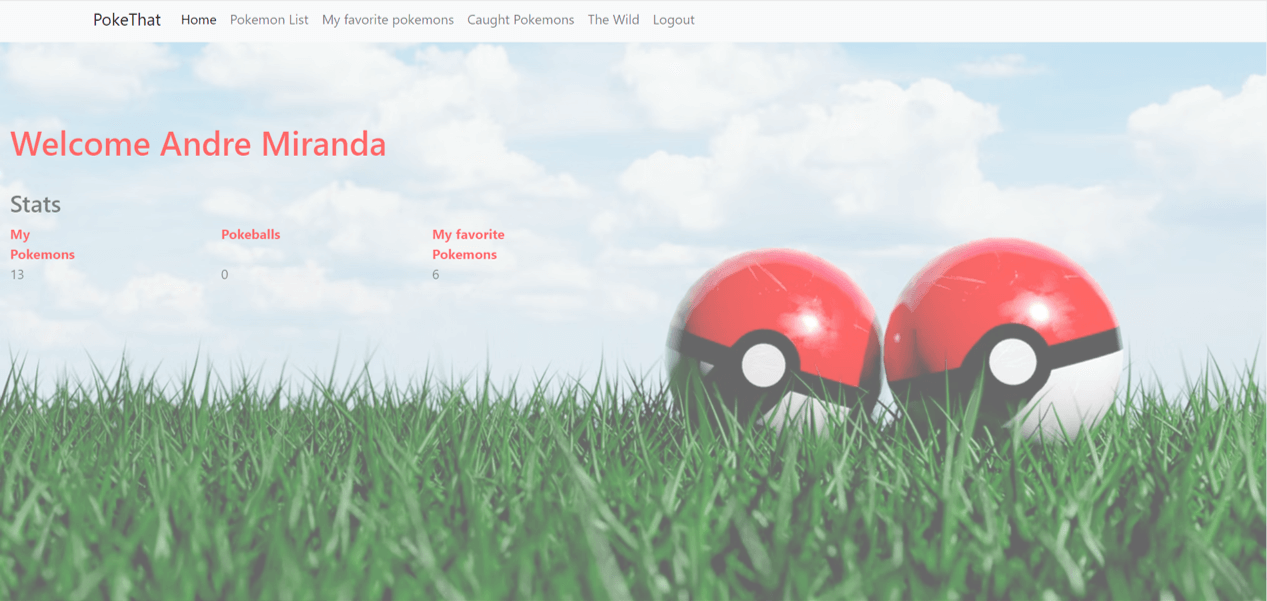 PokeThat Home Pokemon List My favorite pokemons Caught Pokemons The Wild Logout
Welcome Andre Miranda
Stats
My Pokeballs My favorite
Pokemons Pokemons
13 0 6